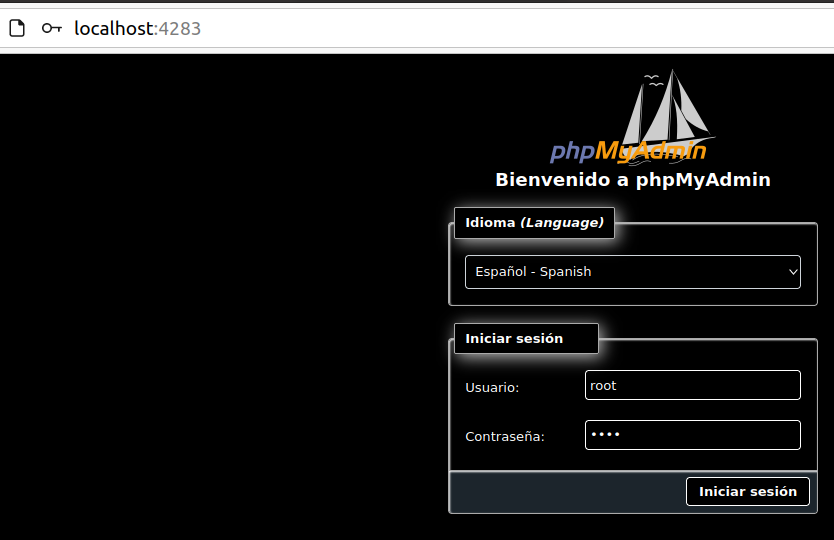 localhost:4283
phpMyAdmin
Bienvenido a phpMyAdmin
Idioma (Language)
Español - Spanish
Iniciar sesión
Usuario: root
Contraseña: ••••
Iniciar sesión